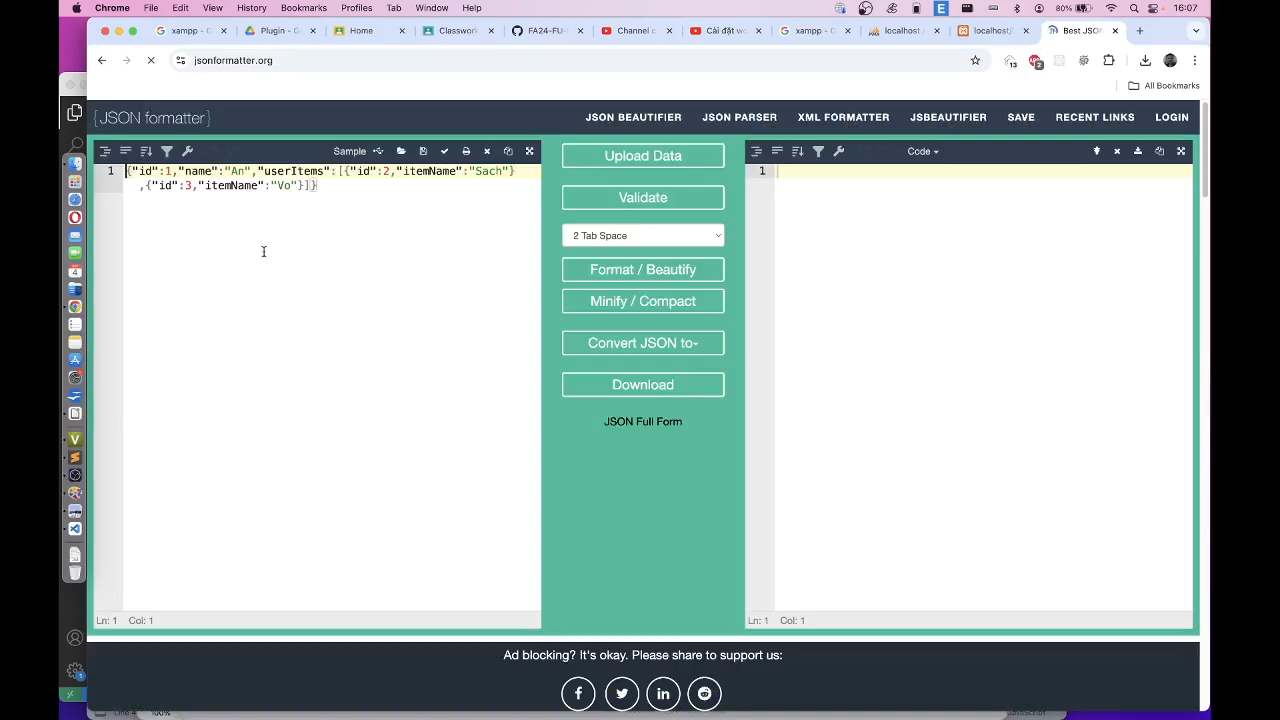 Chrome File Edit View History Bookmarks Profiles Tab Window Help E 80% 16:07
xampp - G
Plugin - G
Home
Classwork
FA24-FU-
Channel c
Cài đặt wo
xampp - G
localhost /
localhost/
Best JSON
jsonformatter.org
13
2
All Bookmarks
{JSON formatter}
JSON BEAUTIFIER
JSON PARSER
XML FORMATTER
JSBEAUTIFIER
SAVE
RECENT LINKS
LOGIN
Sample
1 {"id":1,"name":"An","userItems":[{"id":2,"itemName":"Sach"}
,{"id":3,"itemName":"Vo"}]}
Ln: 1 Col: 1
Upload Data
Validate
2 Tab Space
Format / Beautify
Minify / Compact
Convert JSON to
Download
JSON Full Form
Code
1
Ln: 1 Col: 1
Ad blocking? It's okay. Please share to support us: